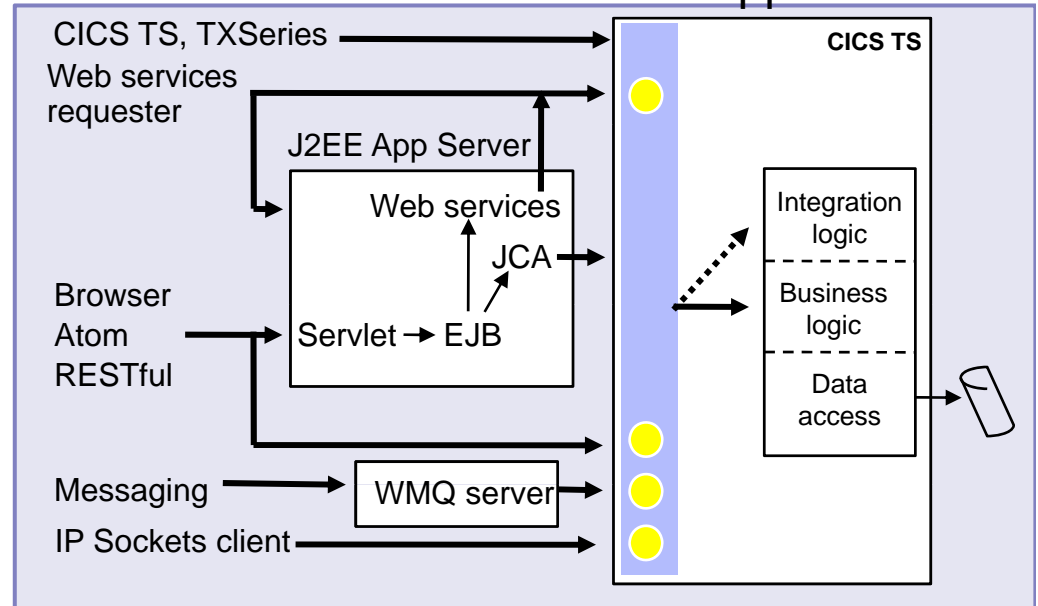 CICS TS, TXSeries
Web services
requester
J2EE App Server
Web services
JCA
Servlet
EJB
Browser
Atom
RESTful
Messaging
WMQ server
IP Sockets client
CICS TS
Integration
logic
Business
logic
Data
access